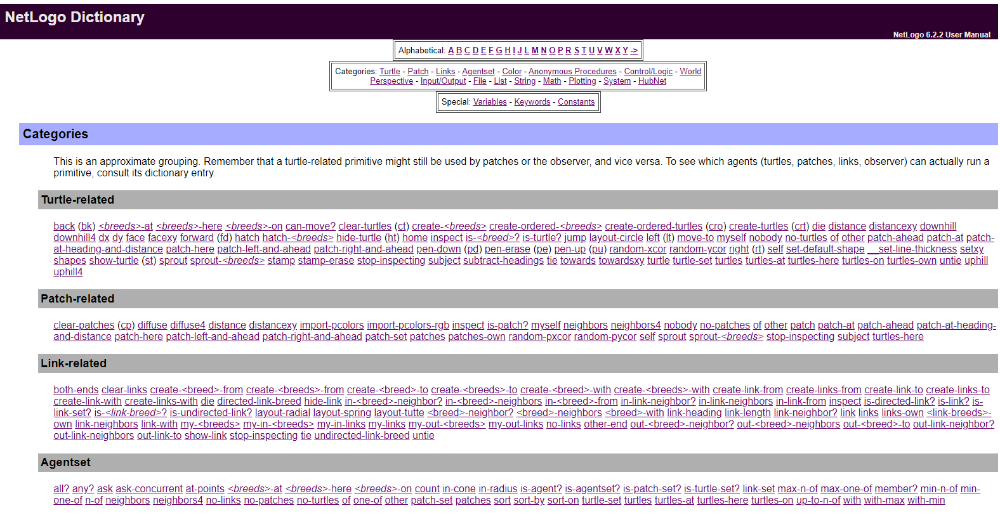 NetLogo Dictionary
NetLogo 6.2.2 User Manual
Alphabetical: A B C D E F G H I J L M N O P R S T U V W X Y ->
Categories: Turtle - Patch - Links - Agentset - Color - Anonymous Procedures - Control/Logic - World
Perspective - Input/Output - File - List - String - Math - Plotting - System - HubNet
Special: Variables - Keywords - Constants
Categories
This is an approximate grouping. Remember that a turtle-related primitive might still be used by patches or the observer, and vice versa. To see which agents (turtles, patches, links, observer) can actually run a
primitive, consult its dictionary entry.
Turtle-related
back (bk) <breeds>-at <breeds>-here <breeds>-on can-move? clear-turtles (ct) create-<breeds> create-ordered-<breeds> create-ordered-turtles (cro) create-turtles (crt) die distance distancexy downhill
downhill4 dx dy face facexy forward (fd) hatch hatch-<breeds> hide-turtle (ht) home inspect is-<breed>? is-turtle? jump layout-circle left (lt) move-to myself nobody no-turtles of other patch-ahead patch-at patch-
at-heading-and-distance patch-here patch-left-and-ahead patch-right-and-ahead pen-down (pd) pen-erase (pe) pen-up (pu) random-xcor random-ycor right (rt) self set-default-shape __set-line-thickness setxy
shapes show-turtle (st) sprout sprout-<breeds> stamp stamp-erase stop-inspecting subject subtract-headings tie towards towardsxy turtle turtle-set turtles turtles-at turtles-here turtles-on turtles-own untie uphill
uphill4
Patch-related
clear-patches (cp) diffuse diffuse4 distance distancexy import-pcolors import-pcolors-rgb inspect is-patch? myself neighbors neighbors4 nobody no-patches of other patch patch-at patch-ahead patch-at-heading-
and-distance patch-here patch-left-and-ahead patch-right-and-ahead patch-set patches patches-own random-pxcor random-pycor self sprout sprout-<breeds> stop-inspecting subject turtles-here
Link-related
both-ends clear-links create-<breed>-from create-<breeds>-from create-<breed>-to create-<breeds>-to create-<breed>-with create-<breeds>-with create-link-from create-links-from create-link-to create-links-to
create-link-with create-links-with die directed-link-breed hide-link in-<breed>-neighbor? in-<breed>-neighbors in-<breed>-from in-link-neighbor? in-link-neighbors in-link-from inspect is-directed-link? is-link? is-
link-set? is-<link-breed>? is-undirected-link? layout-radial layout-spring layout-tutte <breed>-neighbor? <breed>-neighbors <breed>-with link-heading link-length link-neighbor? link links links-own <link-breeds>-
own link-neighbors link-with my-<breeds> my-in-<breeds> my-in-links my-links my-out-<breeds> my-out-links no-links other-end out-<breed>-neighbor? out-<breed>-neighbors out-<breed>-to out-link-neighbor?
out-link-neighbors out-link-to show-link stop-inspecting tie undirected-link-breed untie
Agentset
all? any? ask ask-concurrent at-points <breeds>-at <breeds>-here <breeds>-on count in-cone in-radius is-agent? is-agentset? is-patch-set? is-turtle-set? link-set max-n-of max-one-of member? min-n-of min-
one-of n-of neighbors neighbors4 no-links no-patches no-turtles of one-of other patch-set patches sort sort-by sort-on turtle-set turtles turtles-at turtles-here turtles-on up-to-n-of with with-max with-min